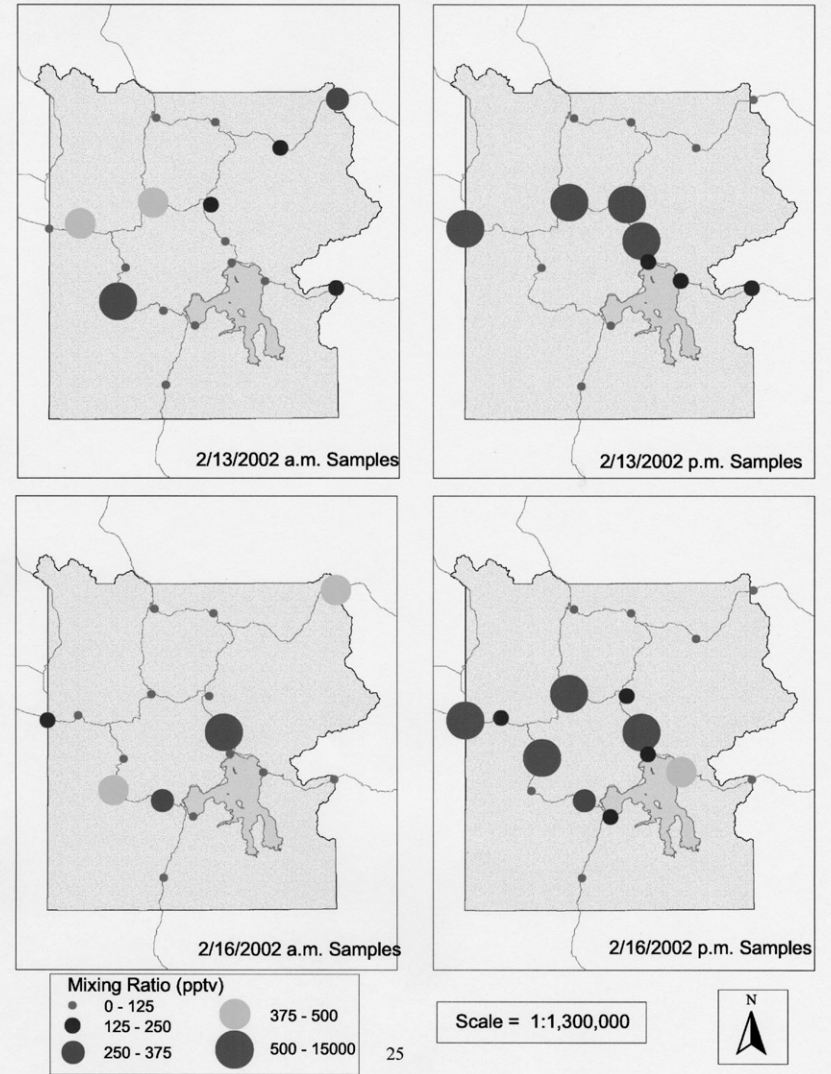 2/13/2002 a.m. Samples
2/13/2002 p.m. Samples
2/16/2002 a.m. Samples
2/16/2002 p.m. Samples
Mixing Ratio (pptv)
0 - 125
125 - 250
250 - 375
375 - 500
500 - 15000
25
Scale = 1:1,300,000
N